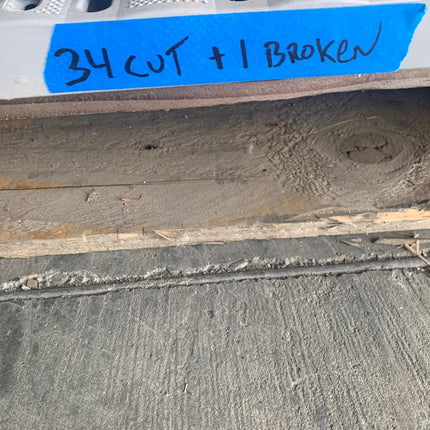 34 CUT + 1 BROKEN